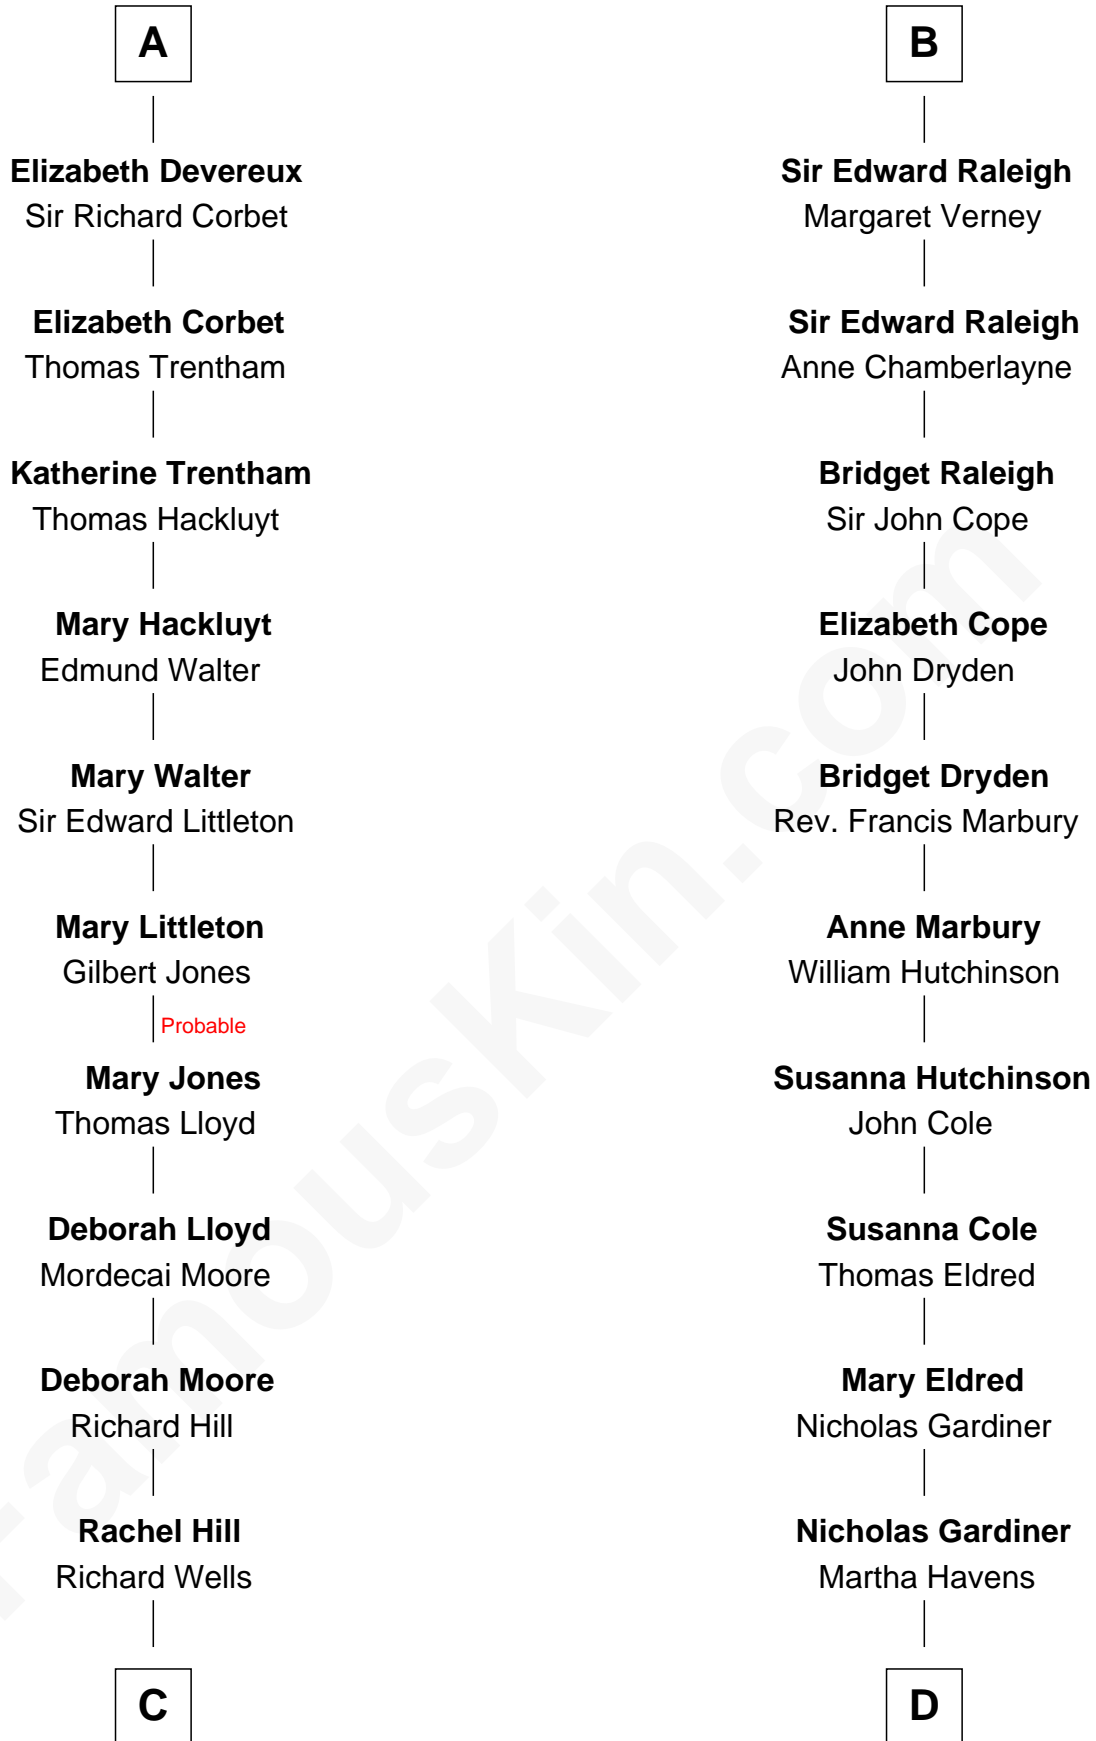 A
Elizabeth Devereux
Sir Richard Corbet
Elizabeth Corbet
Thomas Trentham
Katherine Trentham
Thomas Hackluyt
Mary Hackluyt
Edmund Walter
Mary Walter
Sir Edward Littleton
Mary Littleton
Gilbert Jones
Probable
Mary Jones
Thomas Lloyd
Deborah Lloyd
Mordecai Moore
Deborah Moore
Richard Hill
Rachel Hill
Richard Wells
C
B
Sir Edward Raleigh
Margaret Verney
Sir Edward Raleigh
Anne Chamberlayne
Bridget Raleigh
Sir John Cope
Elizabeth Cope
John Dryden
Bridget Dryden
Rev. Francis Marbury
Anne Marbury
William Hutchinson
Susanna Hutchinson
John Cole
Susanna Cole
Thomas Eldred
Mary Eldred
Nicholas Gardiner
Nicholas Gardiner
Martha Havens
D
FamousKin.com